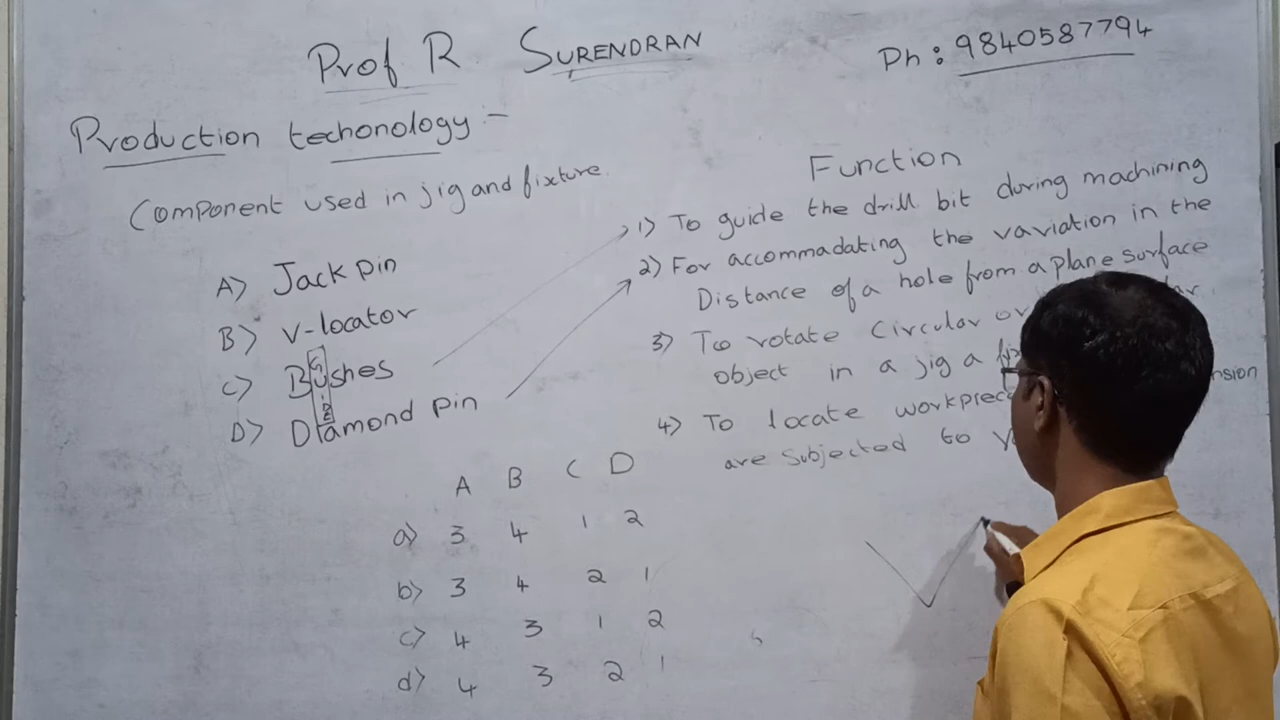 Prof R SURENDRAN
Ph : 9840587794
Production techonology :-
Component used in jig and fixture
Function
A) Jack pin
B) V-locator
C) Bushes
D) Diamond pin
1) To guide the drill bit during machining
2) For accommadating the variation in the
Distance of a hole from a plane surface
3) To rotate Circular or
object in a jig a
4) To locate nsion
are subjected to
A B C D
a) 3 4 1 2
b) 3 4 2 1
c) 4 3 1 2
d) 4 3 2 1